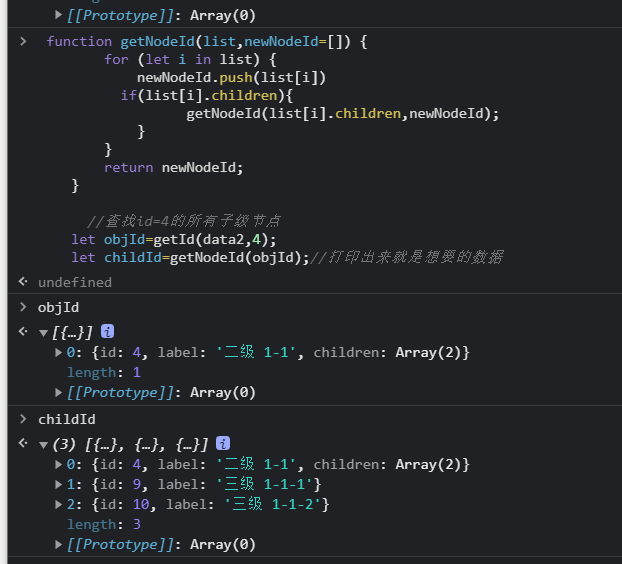 [[Prototype]]: Array(0)
function getNodeId(list,newNodeId=[]) {
for (let i in list) {
newNodeId.push(list[i])
if(list[i].children){
getNodeId(list[i].children,newNodeId);
}
}
return newNodeId;
}
//查找id=4的所有子级节点
let objId=getId(data2,4);
let childId=getNodeId(objId);//打印出来就是想要的数据
undefined
objId
[{…}] i
0: {id: 4, label: '二级 1-1', children: Array(2)}
length: 1
[[Prototype]]: Array(0)
childId
(3) [{…}, {…}, {…}] i
0: {id: 4, label: '二级 1-1', children: Array(2)}
1: {id: 9, label: '三级 1-1-1'}
2: {id: 10, label: '三级 1-1-2'}
length: 3
[[Prototype]]: Array(0)